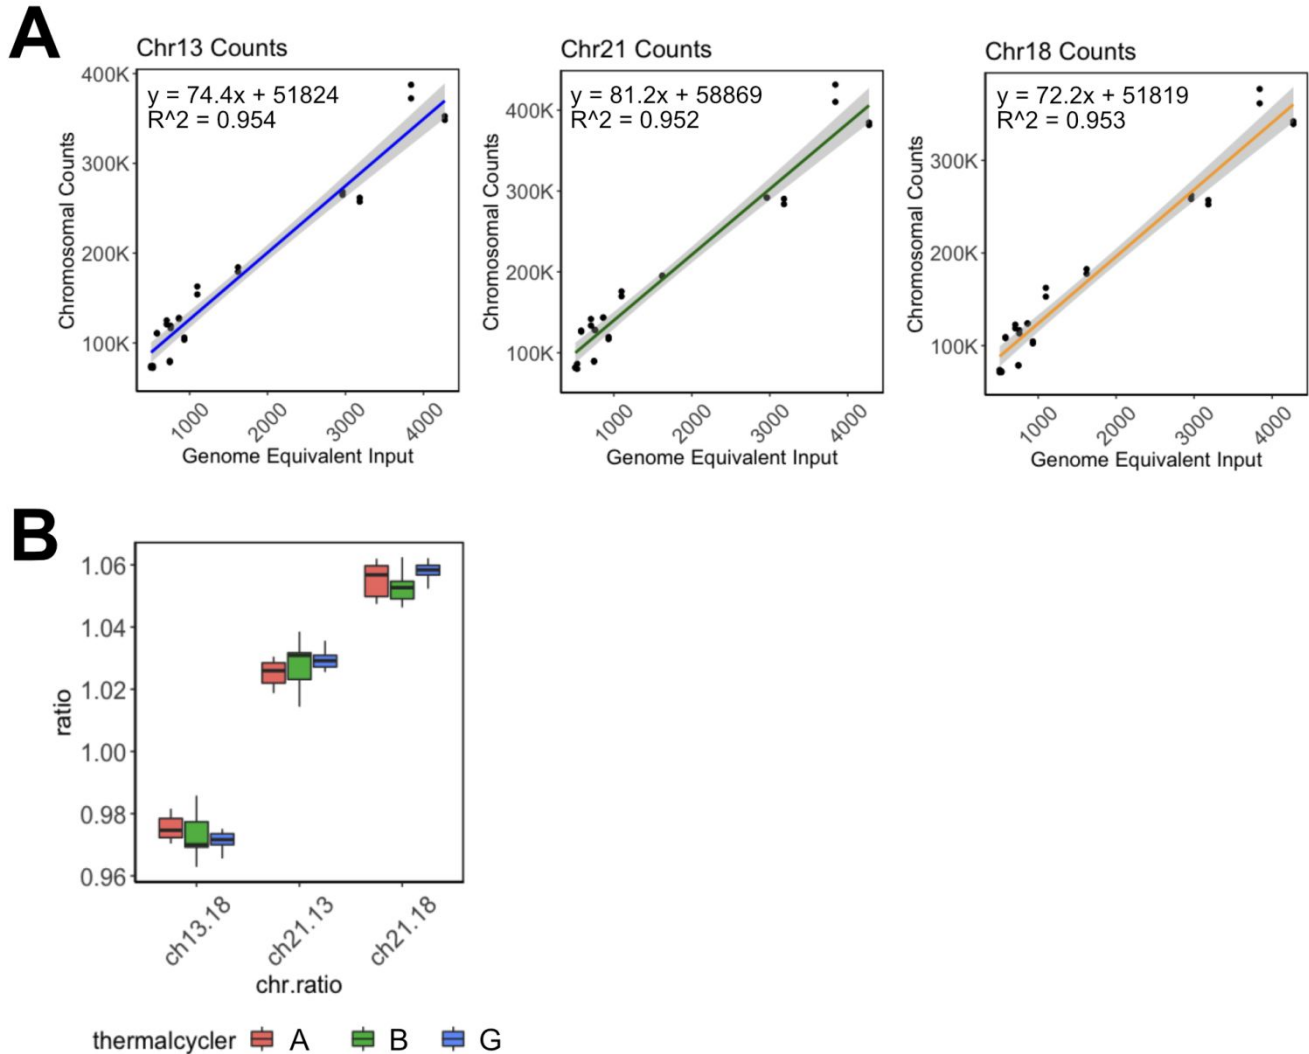 A
Chr13 Counts
y = 74.4x + 51824
R^2 = 0.954
400K
300K
200K
100K
Chromosomal Counts
1000 2000 3000 4000
Genome Equivalent Input
Chr21 Counts
y = 81.2x + 58869
R^2 = 0.952
400K
300K
200K
100K
Chromosomal Counts
1000 2000 3000 4000
Genome Equivalent Input
Chr18 Counts
y = 72.2x + 51819
R^2 = 0.953
300K
200K
100K
Chromosomal Counts
1000 2000 3000 4000
Genome Equivalent Input
B
1.06
1.04
1.02
1.00
0.98
0.96
ratio
ch13.18 ch21.13 ch21.18
chr.ratio
thermalcycler A B G